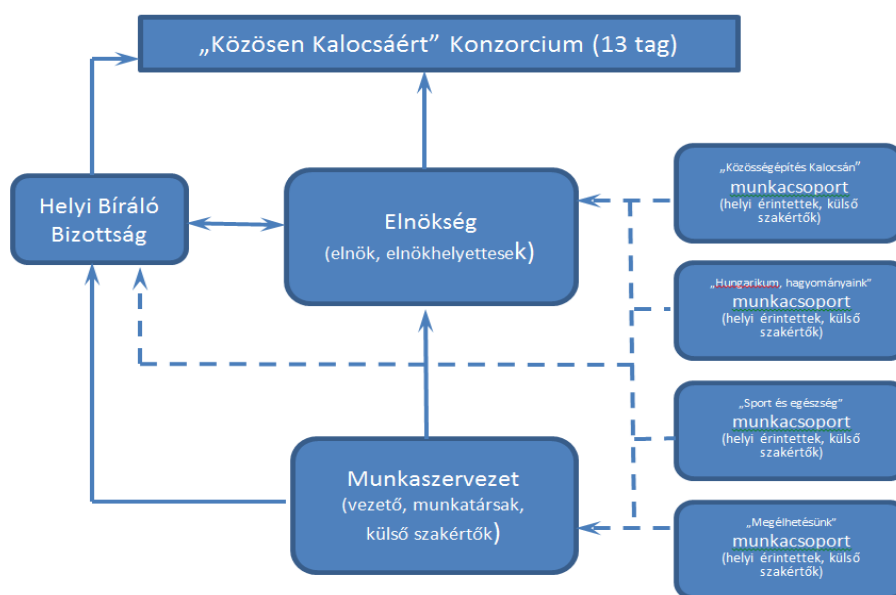 „Közösen Kalocsáért” Konzorcium (13 tag)
Helyi Bíráló
Bizottság
Elnökség
(elnök, elnökhelyettesek)
Munkaszervezet
(vezető, munkatársak,
külső szakértők)
„Közösségépítés Kalocsán”
munkacsoport
(helyi érintettek, külső
szakértők)
„Hungarikum, hagyományaink”
munkacsoport
(helyi érintettek, külső
szakértők)
„Sport és egészség”
munkacsoport
(helyi érintettek, külső
szakértők)
„Megélhetésünk”
munkacsoport
(helyi érintettek, külső
szakértők)